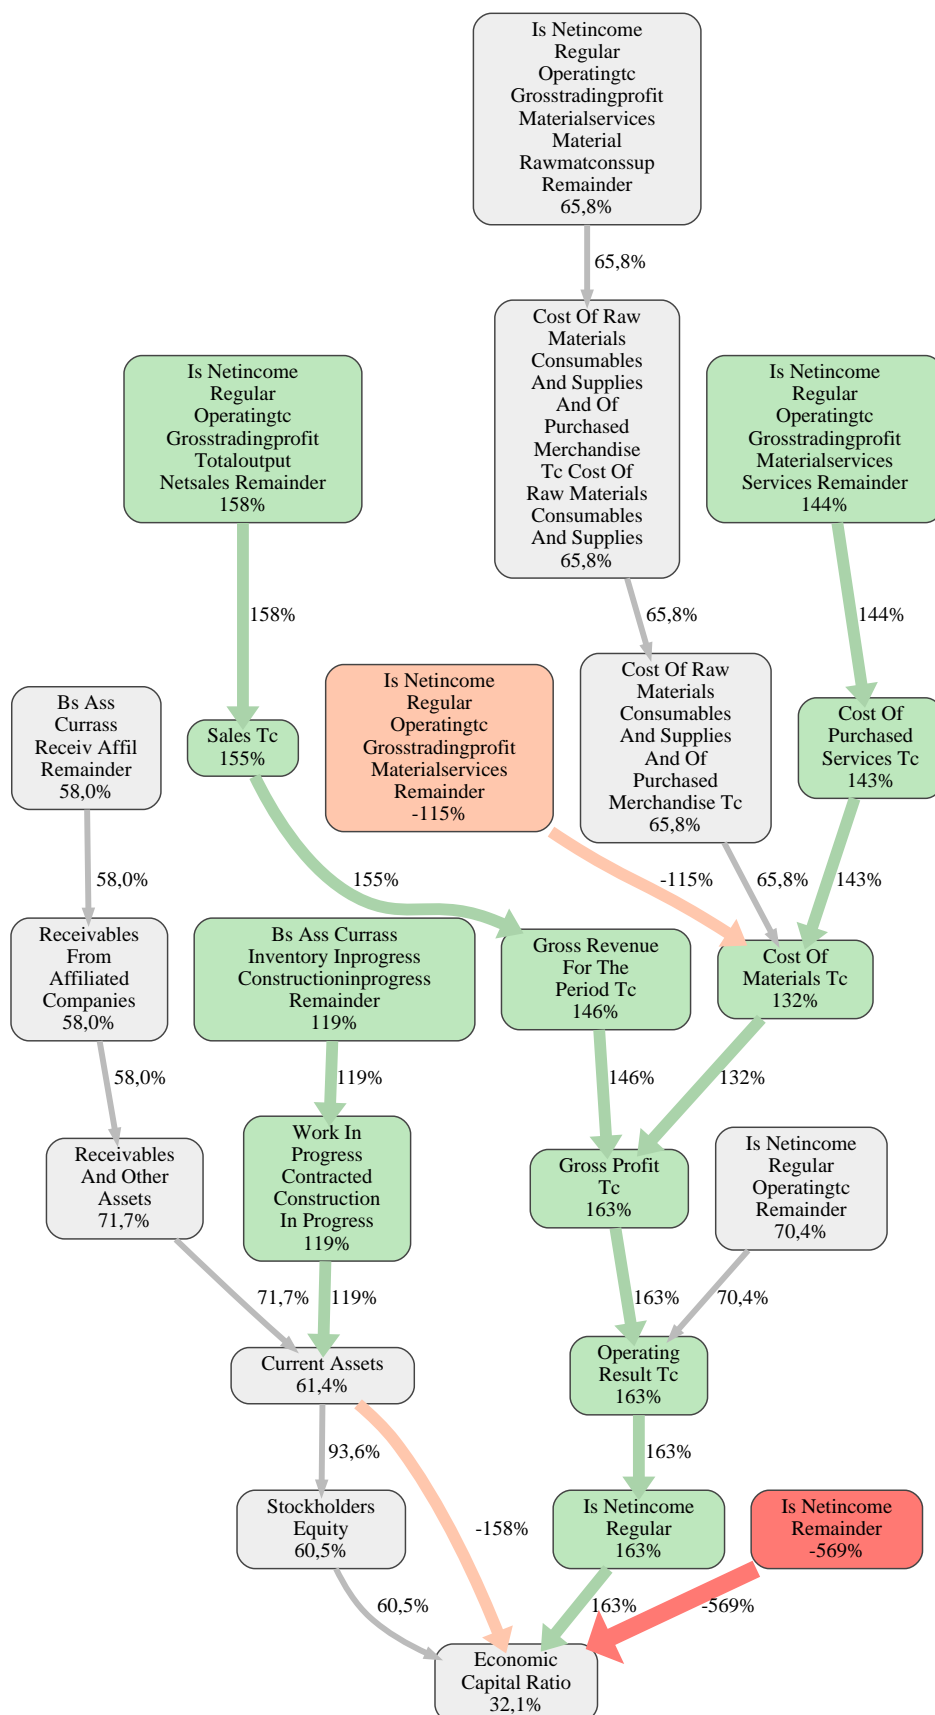 Is Netincome
Regular
Operatingtc
Grosstradingprofit
Materialservices
Material
Rawmatconssup
Remainder
65,8%
65,8%
Cost Of Raw
Materials
Consumables
And Supplies
And Of
Purchased
Merchandise
Tc Cost Of
Raw Materials
Consumables
And Supplies
65,8%
Is Netincome
Regular
Operatingtc
Grosstradingprofit
Totaloutput
Netsales Remainder
158%
Is Netincome
Regular
Operatingtc
Grosstradingprofit
Materialservices
Services Remainder
144%
158%
65,8%
144%
Bs Ass
Currass
Receiv Affil
Remainder
58,0%
Sales Tc
155%
Is Netincome
Regular
Operatingtc
Grosstradingprofit
Materialservices
Remainder
-115%
Cost Of Raw
Materials
Consumables
And Supplies
And Of
Purchased
Merchandise Tc
65,8%
Cost Of
Purchased
Services Tc
143%
58,0%
155%
-115%
65,8%
143%
Receivables
From
Affiliated
Companies
58,0%
Bs Ass Currass
Inventory Inprogress
Constructioninprogress
Remainder
119%
Gross Revenue
For The
Period Tc
146%
Cost Of
Materials Tc
132%
58,0%
119%
146%
132%
Receivables
And Other
Assets
71,7%
Work In
Progress
Contracted
Construction
In Progress
119%
Gross Profit
Tc
163%
Is Netincome
Regular
Operatingtc
Remainder
70,4%
71,7%
119%
163%
70,4%
Current Assets
61,4%
Operating
Result Tc
163%
93,6%
163%
Stockholders
Equity
60,5%
-158%
Is Netincome
Regular
163%
Is Netincome
Remainder
-569%
60,5%
163%
-569%
Economic
Capital Ratio
32,1%